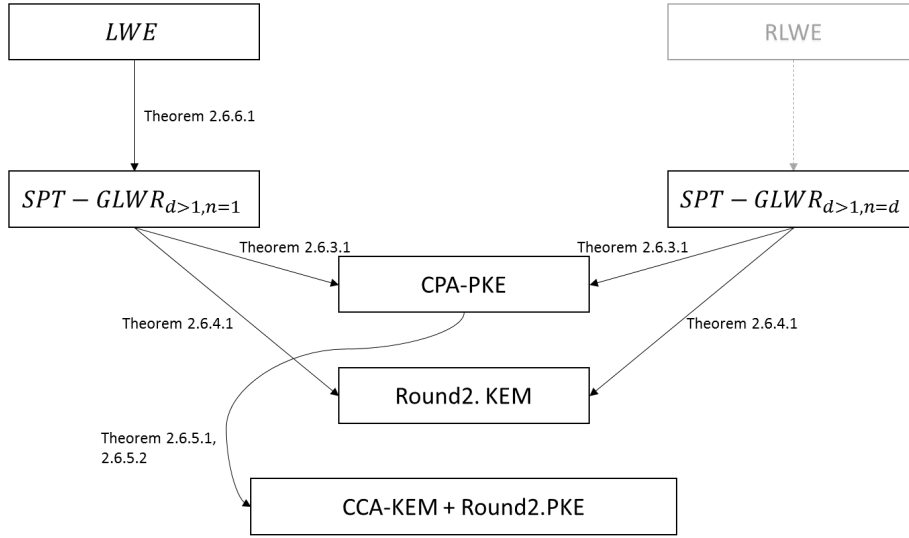 LWE
RLWE
Theorem 2.6.6.1
SPT − GLWR_{d>1,n=1}
SPT − GLWR_{d>1,n=d}
Theorem 2.6.3.1
Theorem 2.6.3.1
CPA-PKE
Theorem 2.6.4.1
Theorem 2.6.4.1
Round2. KEM
Theorem 2.6.5.1,
2.6.5.2
CCA-KEM + Round2.PKE